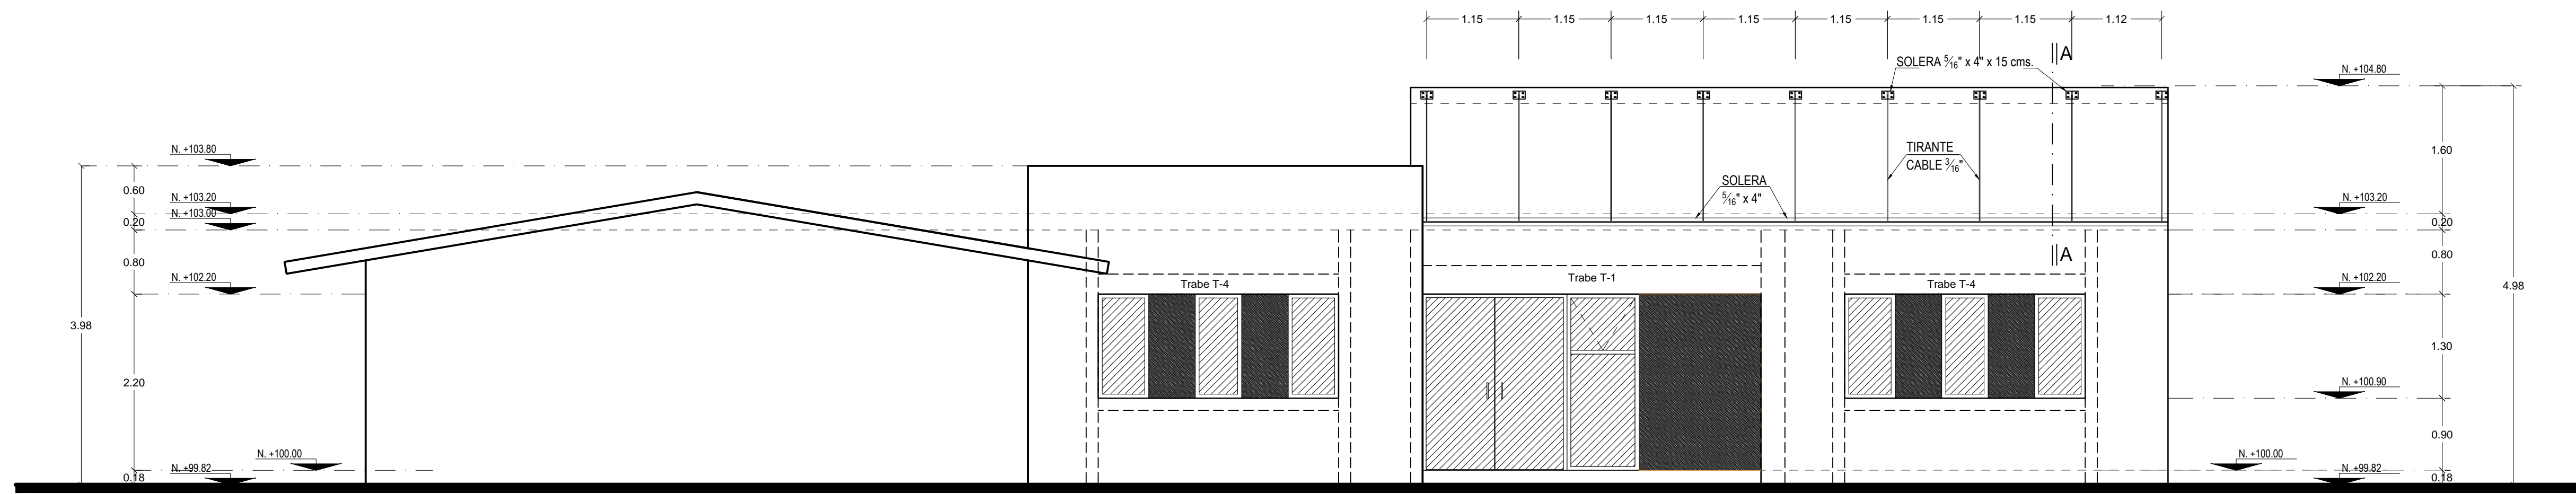 1.15
1.15
1.15
1.15
1.15
1.15
1.15
1.12
A
SOLERA 5/16" x 4" x 15 cms.
N. +104.80
N. +104.80
TIRANTE
CABLE 3/16"
SOLERA
5/16" x 4"
N. +103.80
0.60
N. +103.20
N. +103.00
0.20
0.80
N. +102.20
3.98
2.20
N. +100.00
N. +99.82
0.18
Trabe T-4
Trabe T-1
Trabe T-4
A
1.60
N. +103.20
0.20
0.80
N. +102.20
4.98
1.30
N. +100.90
0.90
N. +100.00
N. +99.82
0.18